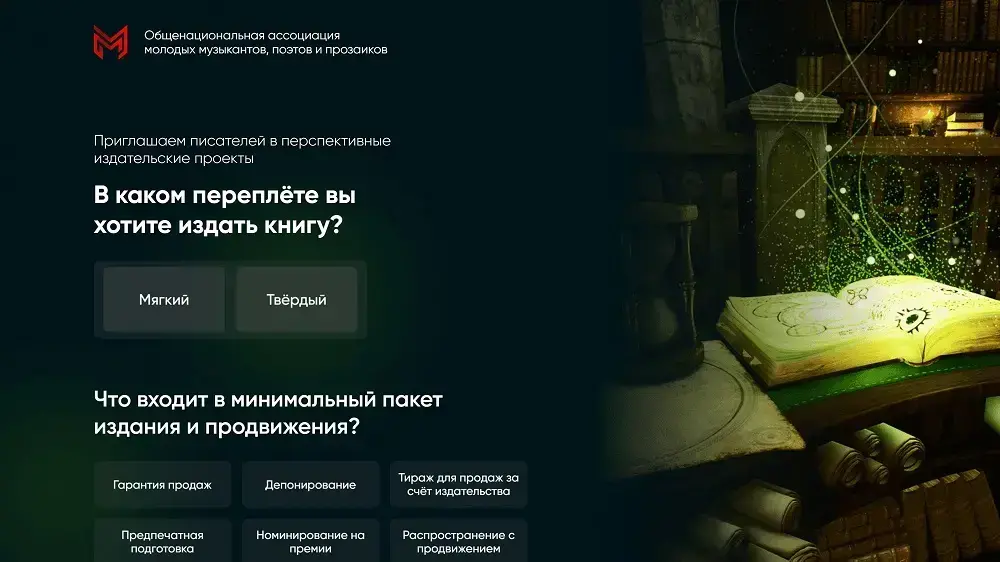 Общенациональная ассоциация
молодых музыкантов, поэтов и прозаиков
Приглашаем писателей в перспективные
издательские проекты
В каком переплёте вы
хотите издать книгу?
Мягкий
Твёрдый
Что входит в минимальный пакет
издания и продвижения?
Гарантия продаж
Депонирование
Тираж для продаж за
счёт издательства
Предпечатная
подготовка
Номинирование на
премии
Распространение с
продвижением